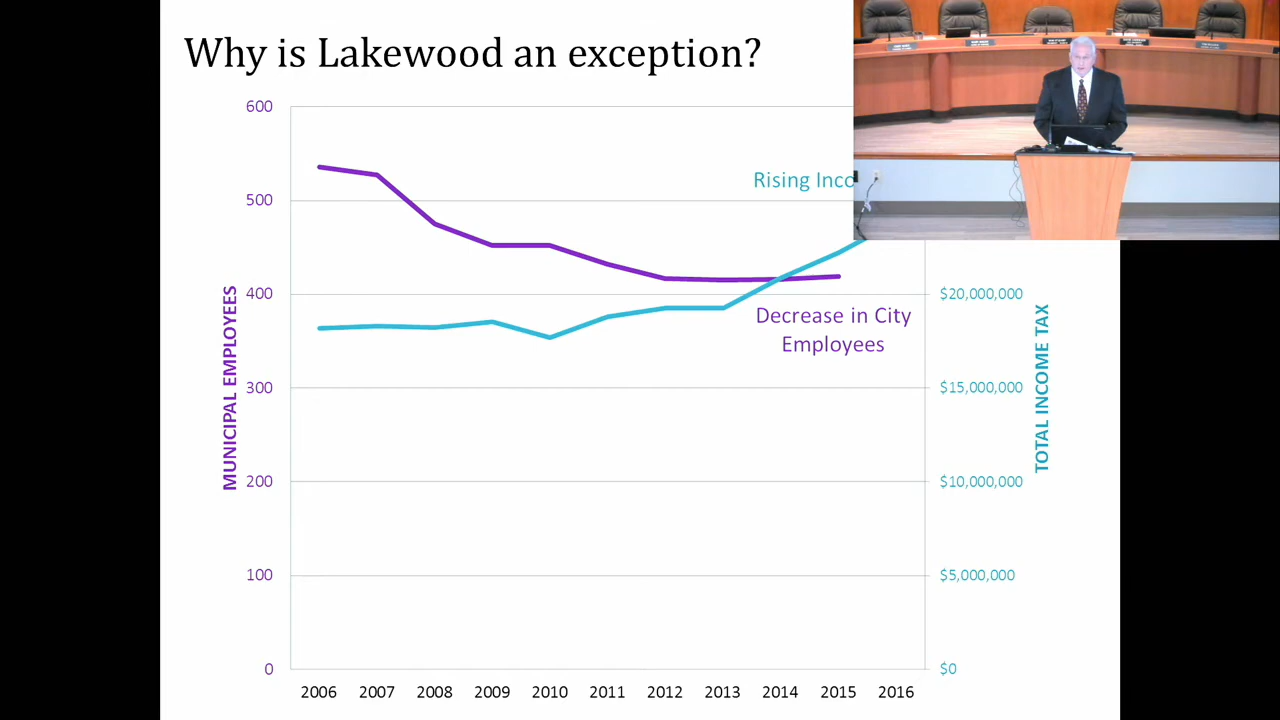 Why is Lakewood an exception?
600
500
400
300
200
100
0
MUNICIPAL EMPLOYEES
Rising Inco
Decrease in City
Employees
$20,000,000
$15,000,000
$10,000,000
$5,000,000
$0
TOTAL INCOME TAX
2006 2007 2008 2009 2010 2011 2012 2013 2014 2015 2016